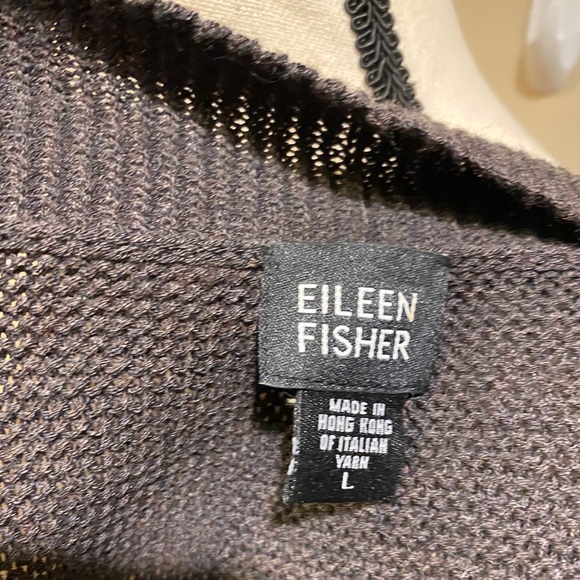 EILEEN
FISHER
MADE IN
HONG KONG
OF ITALIAN
YARN
L